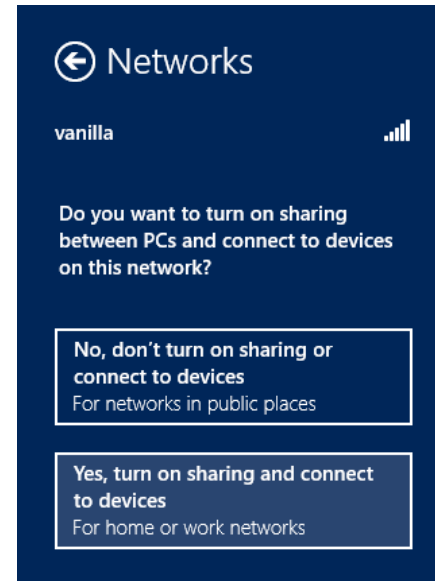 Networks
vanilla
Do you want to turn on sharing
between PCs and connect to devices
on this network?
No, don't turn on sharing or
connect to devices
For networks in public places
Yes, turn on sharing and connect
to devices
For home or work networks